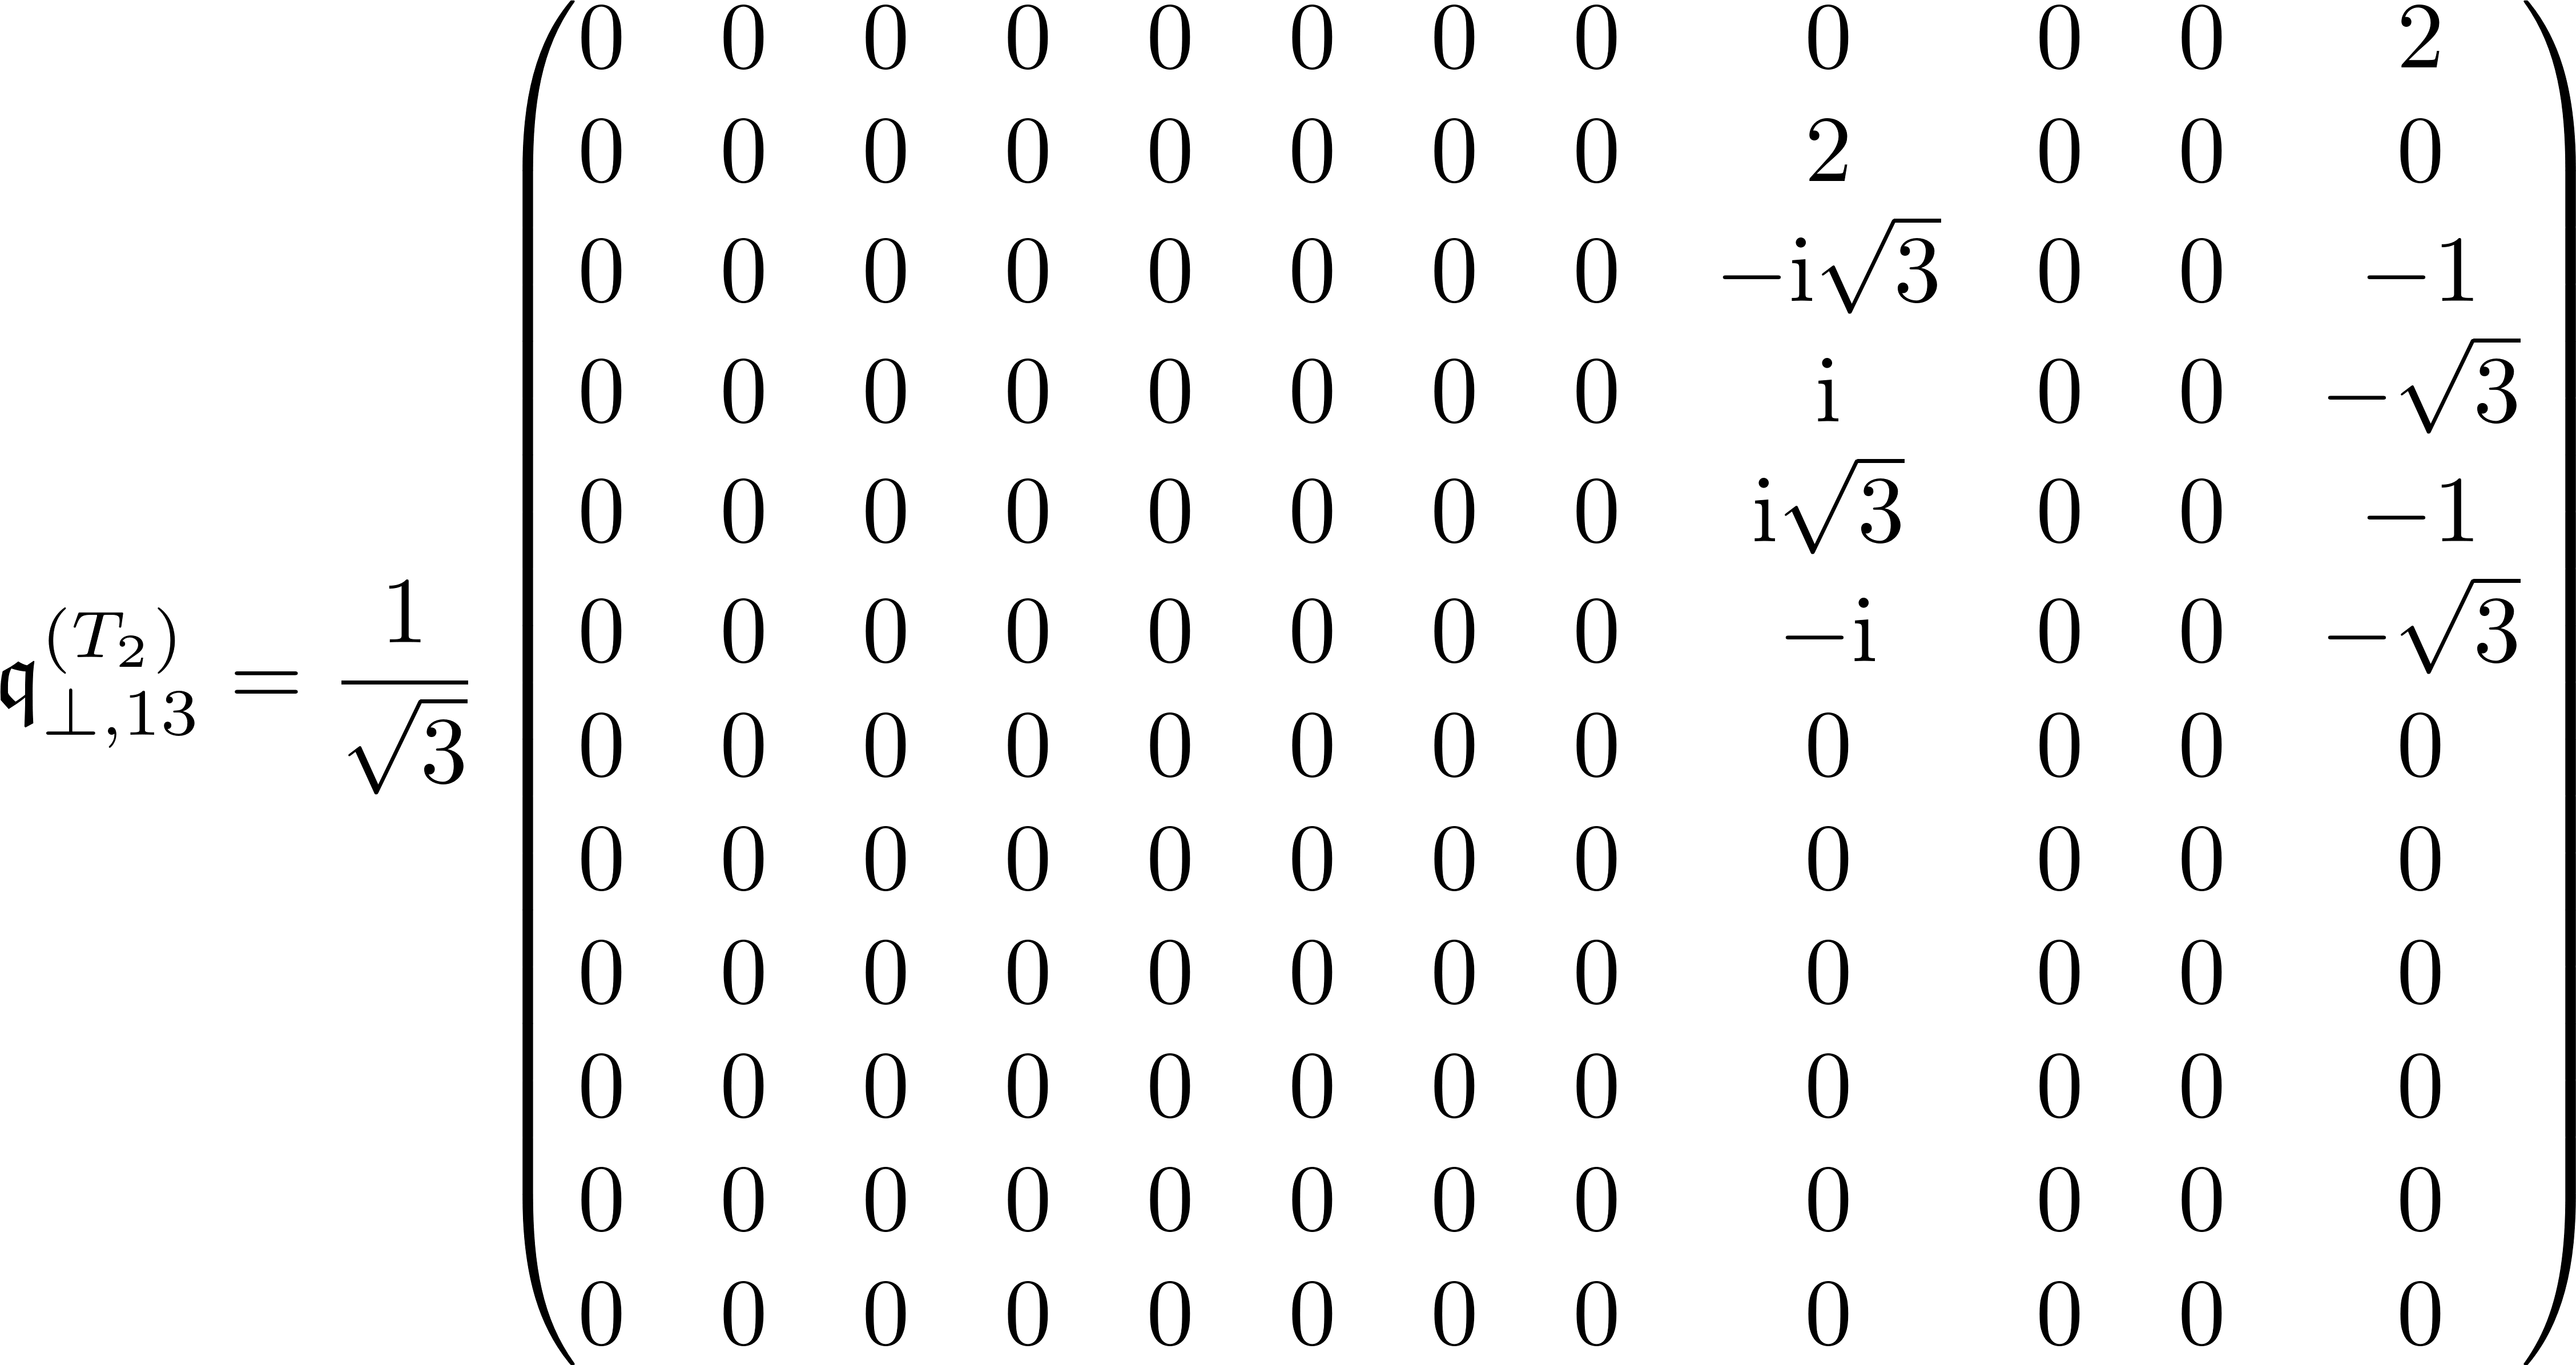 $\mathfrak{q}_{\perp,13}^{(T_2)} = \frac{1}{\sqrt{3}} \begin{pmatrix}
0 & 0 & 0 & 0 & 0 & 0 & 0 & 0 & 0 & 0 & 0 & 2 \\
0 & 0 & 0 & 0 & 0 & 0 & 0 & 0 & 2 & 0 & 0 & 0 \\
0 & 0 & 0 & 0 & 0 & 0 & 0 & 0 & -\mathrm{i}\sqrt{3} & 0 & 0 & -1 \\
0 & 0 & 0 & 0 & 0 & 0 & 0 & 0 & \mathrm{i} & 0 & 0 & -\sqrt{3} \\
0 & 0 & 0 & 0 & 0 & 0 & 0 & 0 & \mathrm{i}\sqrt{3} & 0 & 0 & -1 \\
0 & 0 & 0 & 0 & 0 & 0 & 0 & 0 & -\mathrm{i} & 0 & 0 & -\sqrt{3} \\
0 & 0 & 0 & 0 & 0 & 0 & 0 & 0 & 0 & 0 & 0 & 0 \\
0 & 0 & 0 & 0 & 0 & 0 & 0 & 0 & 0 & 0 & 0 & 0 \\
0 & 0 & 0 & 0 & 0 & 0 & 0 & 0 & 0 & 0 & 0 & 0 \\
0 & 0 & 0 & 0 & 0 & 0 & 0 & 0 & 0 & 0 & 0 & 0 \\
0 & 0 & 0 & 0 & 0 & 0 & 0 & 0 & 0 & 0 & 0 & 0 \\
0 & 0 & 0 & 0 & 0 & 0 & 0 & 0 & 0 & 0 & 0 & 0
\end{pmatrix}$